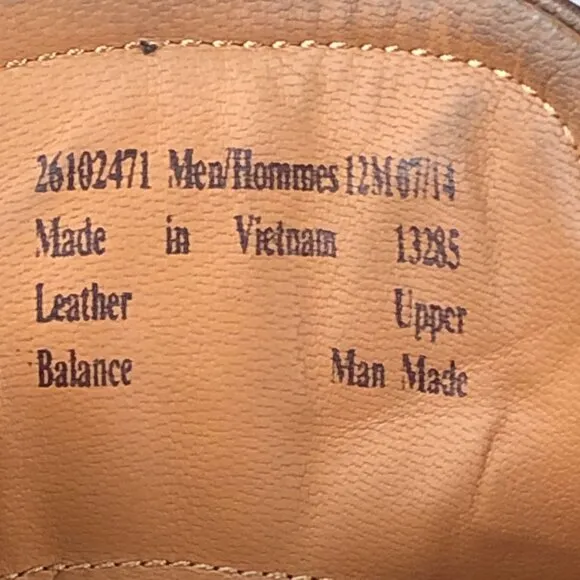 26102471 Men/Hommes 12M 07/14
Made in Vietnam 13285
Leather Upper
Balance Man Made